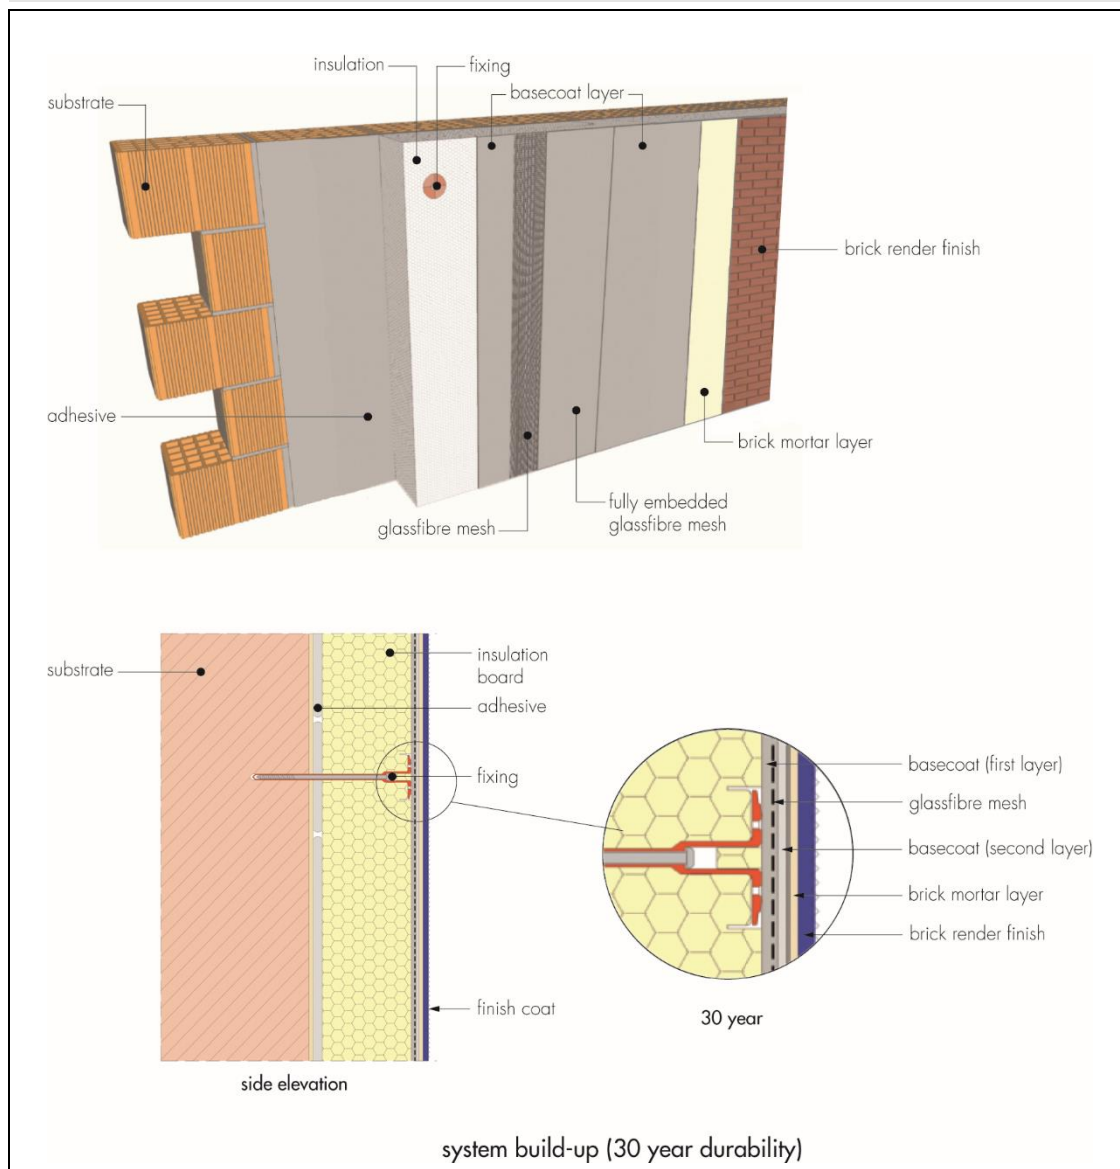 insulation
fixing
basecoat layer
substrate
brick render finish
adhesive
brick mortar layer
fully embedded
glassfibre mesh
glassfibre mesh
substrate
insulation
board
adhesive
fixing
finish coat
side elevation
basecoat (first layer)
glassfibre mesh
basecoat (second layer)
brick mortar layer
brick render finish
30 year
system build-up (30 year durability)